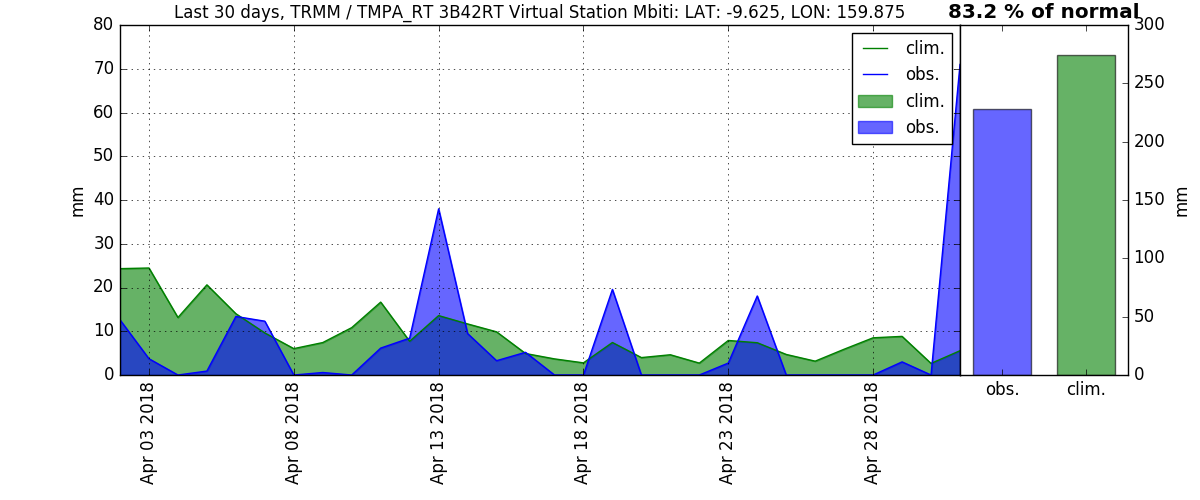 Last 30 days, TRMM / TMPA_RT 3B42RT Virtual Station Mbiti: LAT: -9.625, LON: 159.875
83.2 % of normal
80
70
60
50
40
30
20
10
0
mm
clim.
obs.
clim.
obs.
300
250
200
150
100
50
0
mm
Apr 03 2018
Apr 08 2018
Apr 13 2018
Apr 18 2018
Apr 23 2018
Apr 28 2018
obs.
clim.